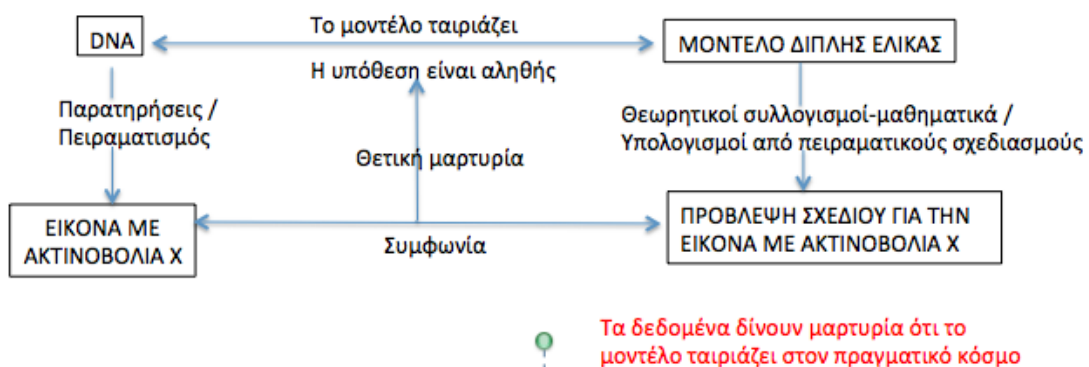 Το μοντέλο ταιριάζει
DNA
ΜΟΝΤΕΛΟ ΔΙΠΛΗΣ ΕΛΙΚΑΣ
Η υπόθεση είναι αληθής
Παρατηρήσεις /
Πειραματισμός
Θεωρητικοί συλλογισμοί-μαθηματικά /
Υπολογισμοί από πειραματικούς σχεδιασμούς
Θετική μαρτυρία
ΕΙΚΟΝΑ ΜΕ
ΑΚΤΙΝΟΒΟΛΙΑ Χ
Συμφωνία
ΠΡΟΒΛΕΨΗ ΣΧΕΔΙΟΥ ΓΙΑ ΤΗΝ
ΕΙΚΟΝΑ ΜΕ ΑΚΤΙΝΟΒΟΛΙΑ Χ
Τα δεδομένα δίνουν μαρτυρία ότι το
μοντέλο ταιριάζει στον πραγματικό κόσμο